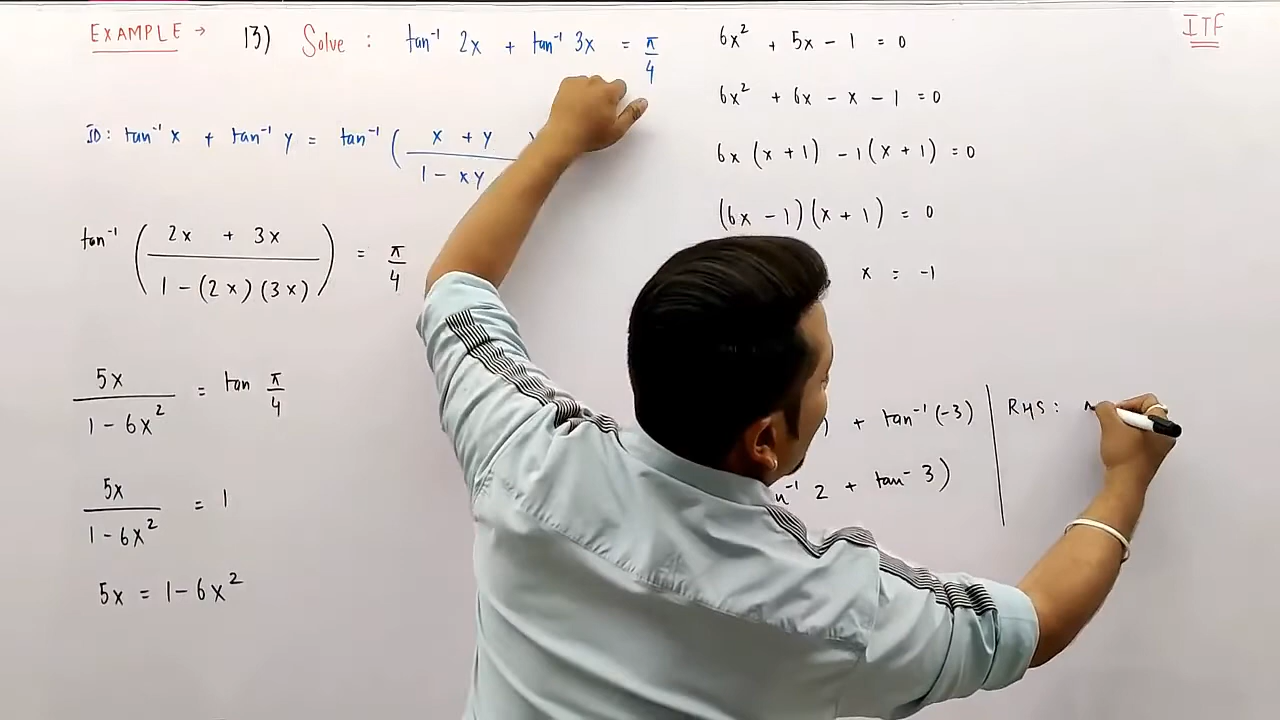 EXAMPLE → 13) Solve : tan⁻¹ 2x + tan⁻¹ 3x = π/4
ID: tan⁻¹ x + tan⁻¹ y = tan⁻¹ ( x + y / 1 - xy
tan⁻¹ ( 2x + 3x / 1 - (2x)(3x) ) = π/4
5x / 1 - 6x² = tan π/4
5x / 1 - 6x² = 1
5x = 1 - 6x²
6x² + 5x - 1 = 0
6x² + 6x - x - 1 = 0
6x (x + 1) - 1 (x + 1) = 0
(6x - 1)(x + 1) = 0
x = -1
) + tan⁻¹ (-3)
2 + tan⁻ 3)
RHS :
ITF